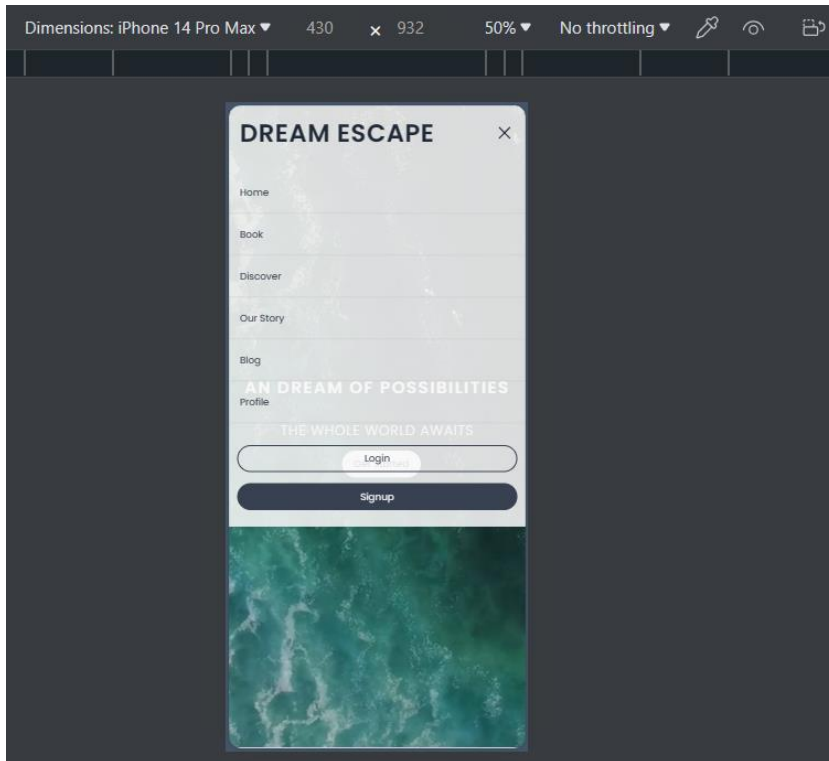 Dimensions: iPhone 14 Pro Max ▼ 430 × 932 50% ▼ No throttling ▼
DREAM ESCAPE
Home
Book
Discover
Our Story
Blog
AN DREAM OF POSSIBILITIES
Profile
THE WHOLE WORLD AWAITS
Login
Signup